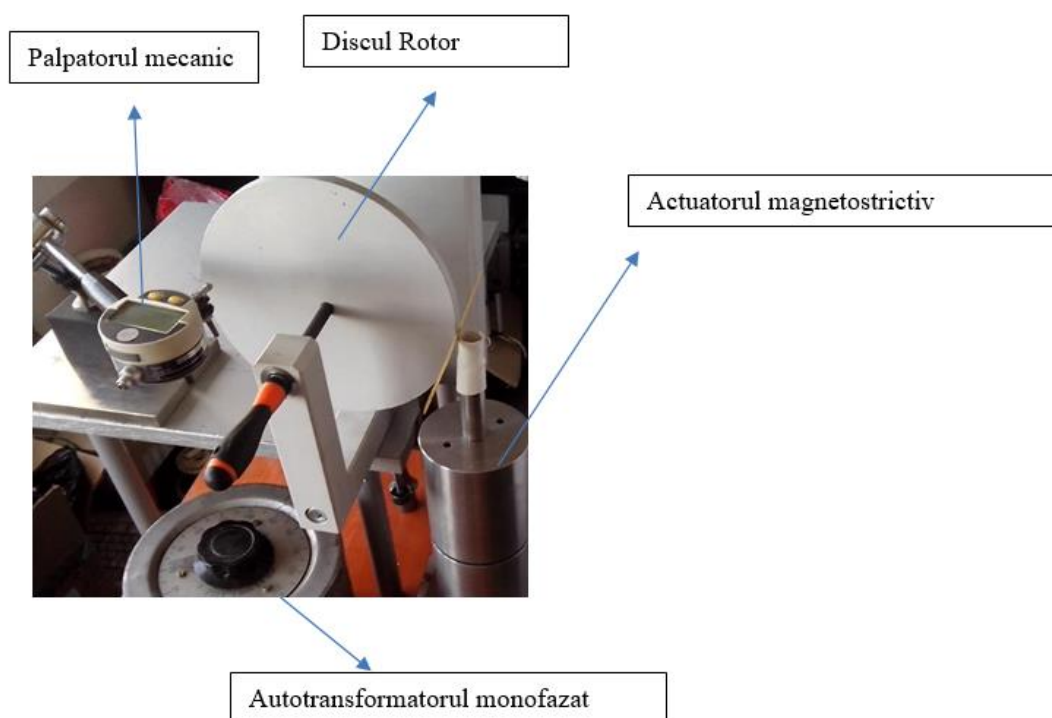 Discul Rotor
Palpatorul mecanic
Actuatorul magnetostrictiv
Autotransformatorul monofazat